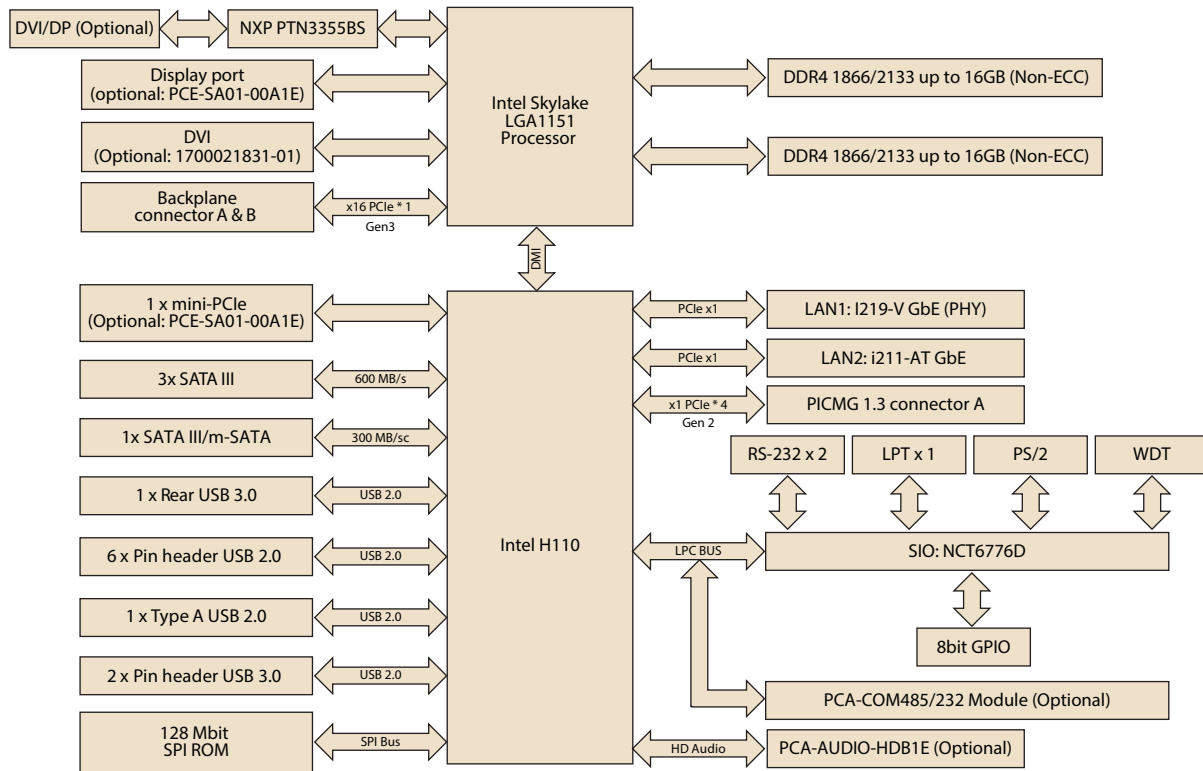 DVI/DP (Optional)
NXP PTN3355BS
Display port
(optional: PCE-SA01-00A1E)
DVI
(Optional: 1700021831-01)
Backplane
connector A & B
x16 PCIe * 1
Gen3
Intel Skylake
LGA1151
Processor
DDR4 1866/2133 up to 16GB (Non-ECC)
DDR4 1866/2133 up to 16GB (Non-ECC)
DMI
1 x mini-PCIe
(Optional: PCE-SA01-00A1E)
3x SATA III
600 MB/s
1x SATA III/m-SATA
300 MB/sc
1 x Rear USB 3.0
USB 2.0
6 x Pin header USB 2.0
USB 2.0
1 x Type A USB 2.0
USB 2.0
2 x Pin header USB 3.0
USB 2.0
128 Mbit
SPI ROM
SPI Bus
Intel H110
PCIe x1
LAN1: I219-V GbE (PHY)
PCIe x1
LAN2: i211-AT GbE
x1 PCIe * 4
Gen 2
PICMG 1.3 connector A
RS-232 x 2
LPT x 1
PS/2
WDT
LPC BUS
SIO: NCT6776D
8bit GPIO
PCA-COM485/232 Module (Optional)
HD Audio
PCA-AUDIO-HDB1E (Optional)